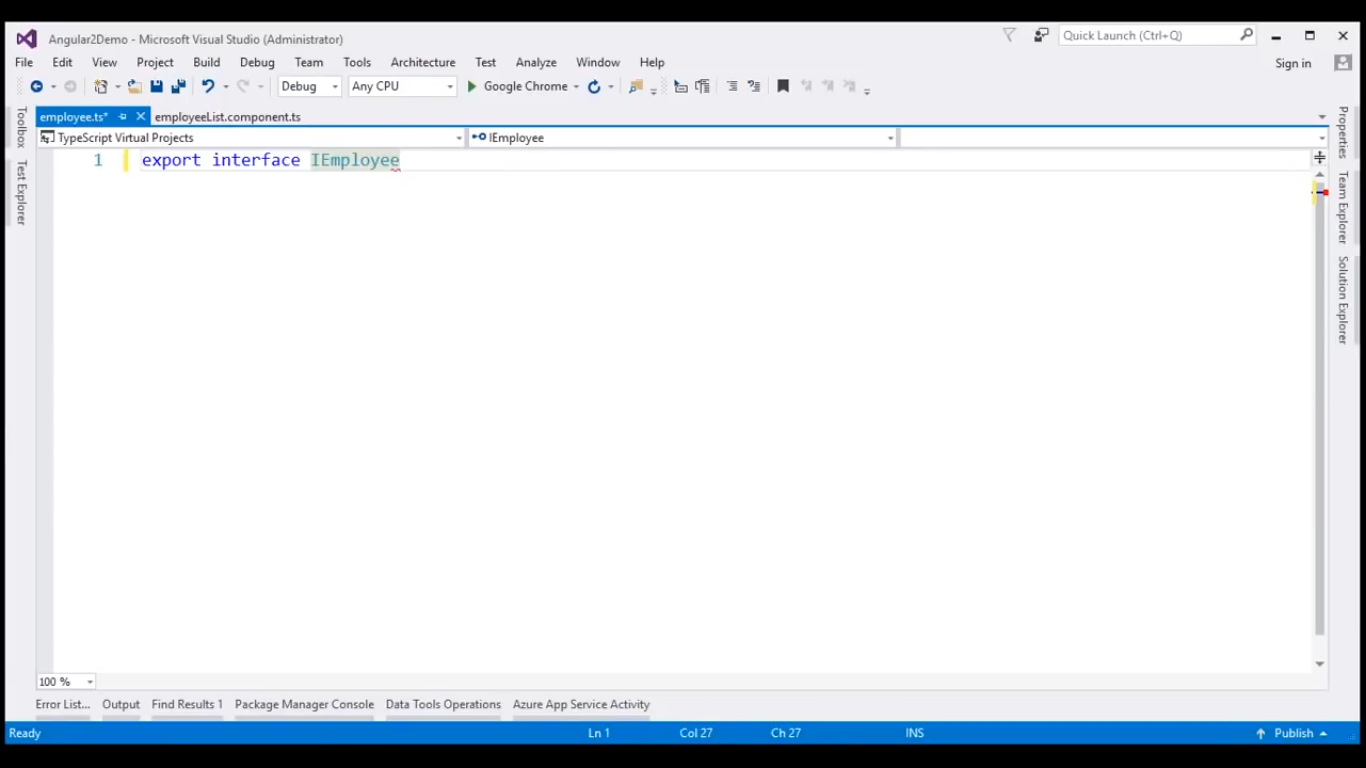 Angular2Demo - Microsoft Visual Studio (Administrator)
Quick Launch (Ctrl+Q)
File Edit View Project Build Debug Team Tools Architecture Test Analyze Window Help
Sign in
Debug Any CPU Google Chrome
employee.ts* employeeList.component.ts
TypeScript Virtual Projects IEmployee
1 export interface IEmployee
Toolbox
Test Explorer
Properties
Team Explorer
Solution Explorer
100 %
Error List... Output Find Results 1 Package Manager Console Data Tools Operations Azure App Service Activity
Ready Ln 1 Col 27 Ch 27 INS Publish